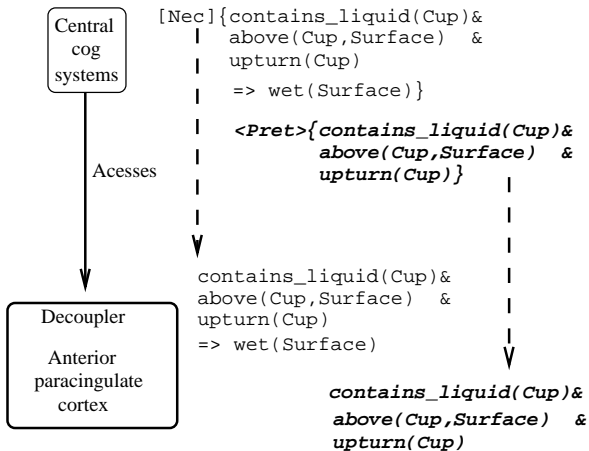 Central
cog
systems
[Nec]{contains_liquid(Cup)&
above(Cup,Surface) &
upturn(Cup)
=> wet(Surface)}
<Pret>{contains_liquid(Cup)&
above(Cup,Surface) &
upturn(Cup)}
Acesses
contains_liquid(Cup)&
above(Cup,Surface) &
upturn(Cup)
=> wet(Surface)
Decoupler
Anterior
paracingulate
cortex
contains_liquid(Cup)&
above(Cup,Surface) &
upturn(Cup)